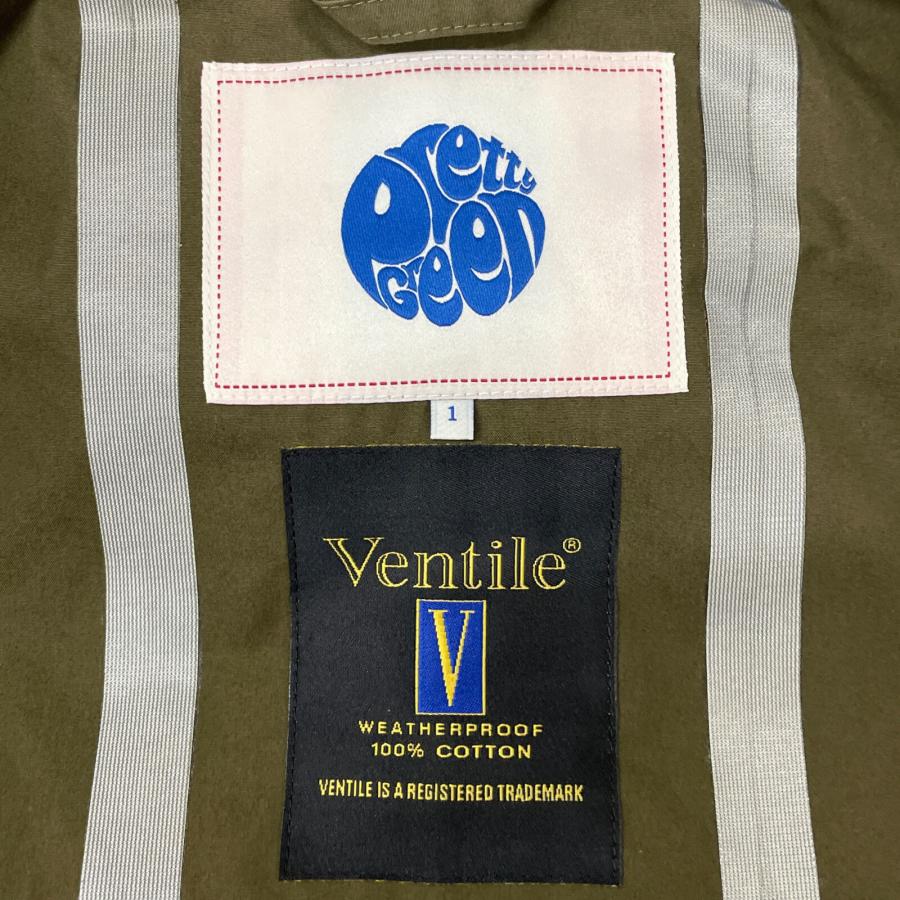 Pretty
Green
1
Ventile®
V
WEATHERPROOF
100% COTTON
VENTILE IS A REGISTERED TRADEMARK